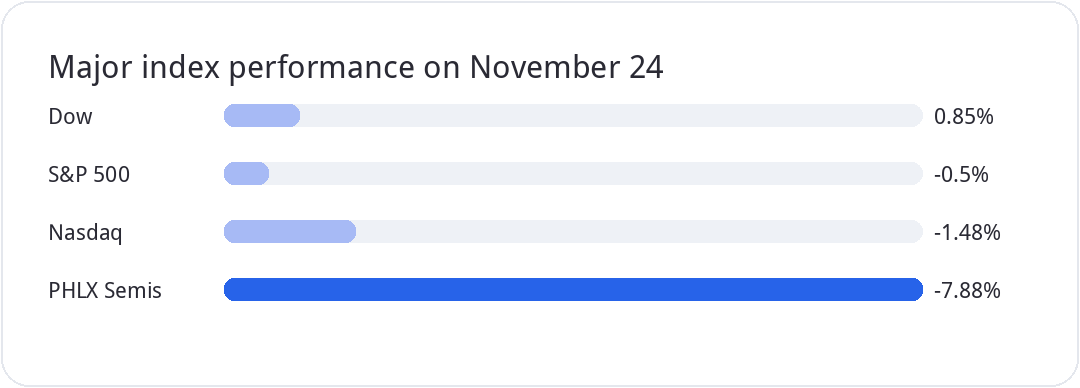 Major index performance on November 24
Dow 0.85%
S&P 500 -0.5%
Nasdaq -1.48%
PHLX Semis -7.88%